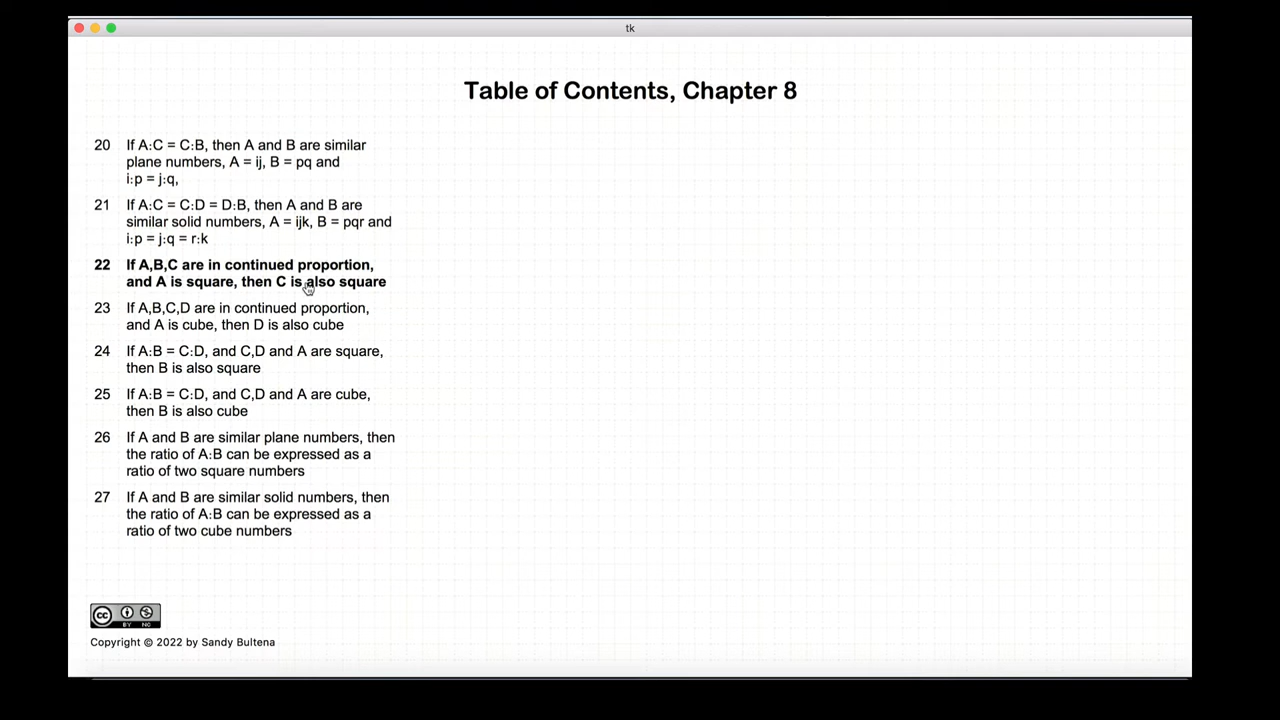 tk
Table of Contents, Chapter 8
20 If A:C = C:B, then A and B are similar
plane numbers, A = ij, B = pq and
i:p = j:q,
21 If A:C = C:D = D:B, then A and B are
similar solid numbers, A = ijk, B = pqr and
i:p = j:q = r:k
22 If A,B,C are in continued proportion,
and A is square, then C is also square
23 If A,B,C,D are in continued proportion,
and A is cube, then D is also cube
24 If A:B = C:D, and C,D and A are square,
then B is also square
25 If A:B = C:D, and C,D and A are cube,
then B is also cube
26 If A and B are similar plane numbers, then
the ratio of A:B can be expressed as a
ratio of two square numbers
27 If A and B are similar solid numbers, then
the ratio of A:B can be expressed as a
ratio of two cube numbers
cc
BY NC
Copyright © 2022 by Sandy Bultena